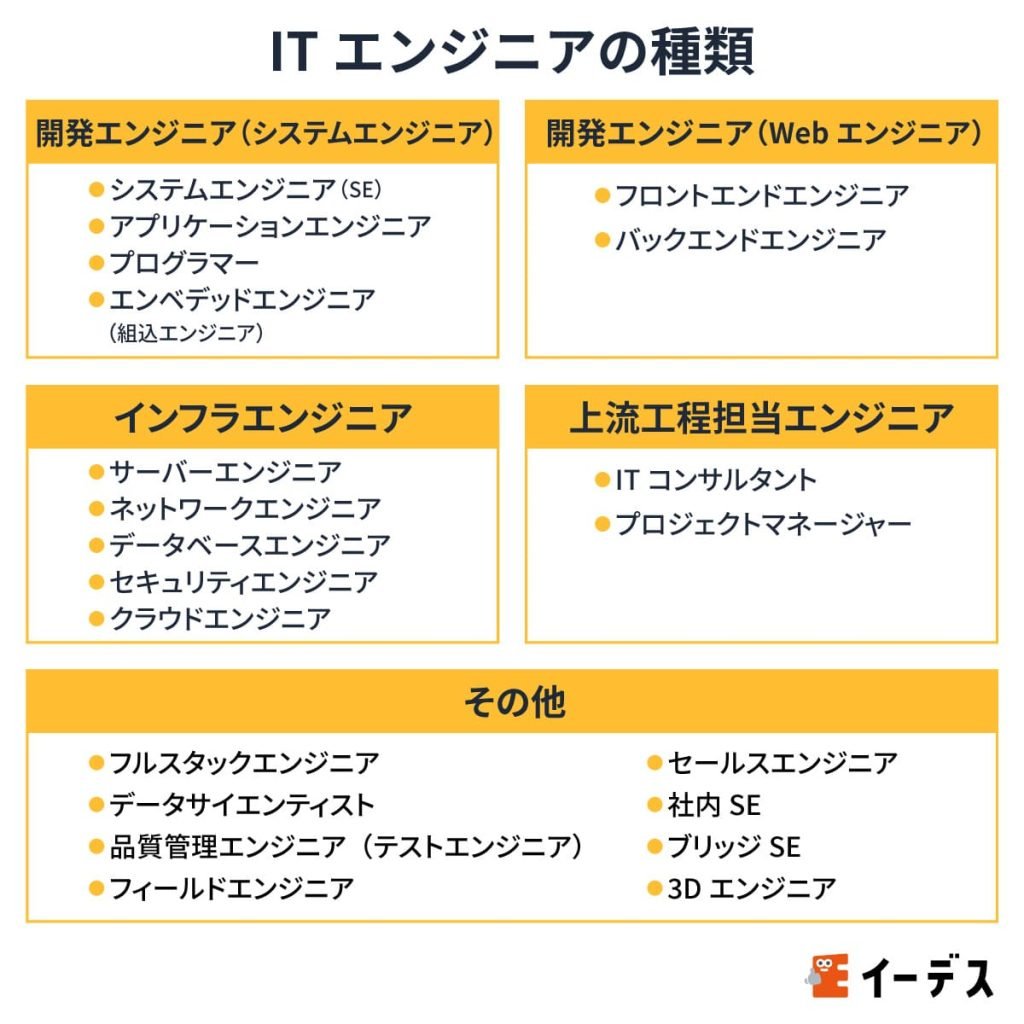 IT エンジニアの種類
開発エンジニア（システムエンジニア）
システムエンジニア（SE）
アプリケーションエンジニア
プログラマー
エンベデッドエンジニア
（組込エンジニア）
開発エンジニア（Web エンジニア）
フロントエンドエンジニア
バックエンドエンジニア
インフラエンジニア
サーバーエンジニア
ネットワークエンジニア
データベースエンジニア
セキュリティエンジニア
クラウドエンジニア
上流工程担当エンジニア
IT コンサルタント
プロジェクトマネージャー
その他
フルスタックエンジニア
データサイエンティスト
品質管理エンジニア（テストエンジニア）
フィールドエンジニア
セールスエンジニア
社内 SE
ブリッジ SE
3D エンジニア
イーデス